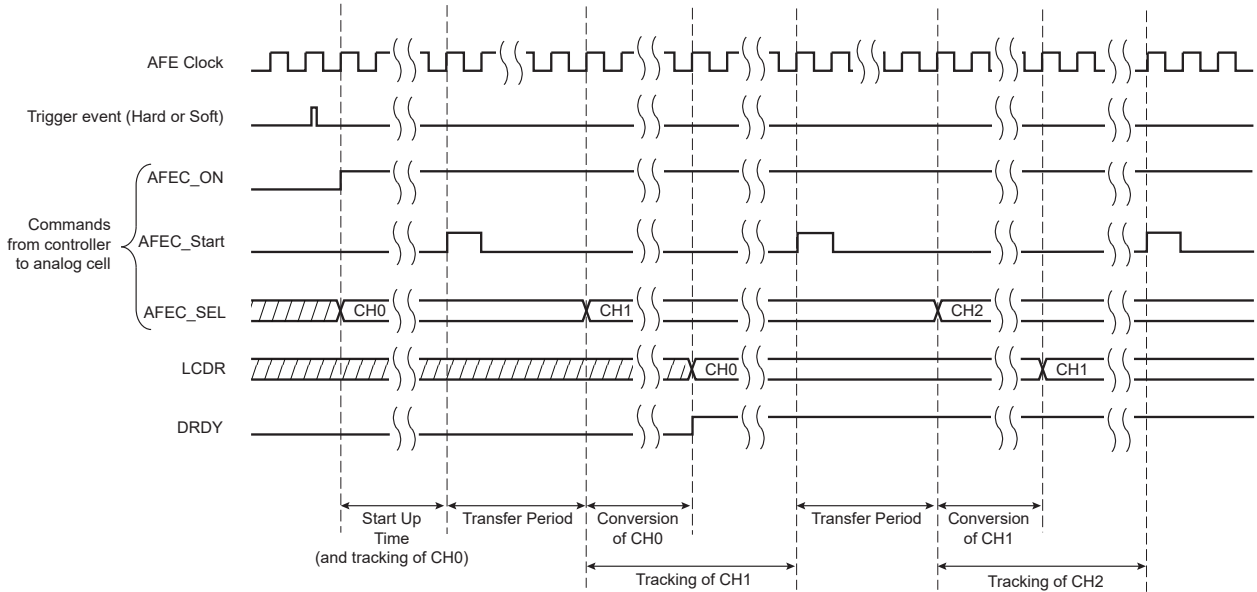 AFE Clock
Trigger event (Hard or Soft)
AFEC_ON
Commands
from controller
to analog cell
AFEC_Start
AFEC_SEL
CH0
CH1
CH2
LCDR
CH0
CH1
DRDY
Start Up
Time
(and tracking of CH0)
Transfer Period
Conversion
of CH0
Transfer Period
Conversion
of CH1
Tracking of CH1
Tracking of CH2